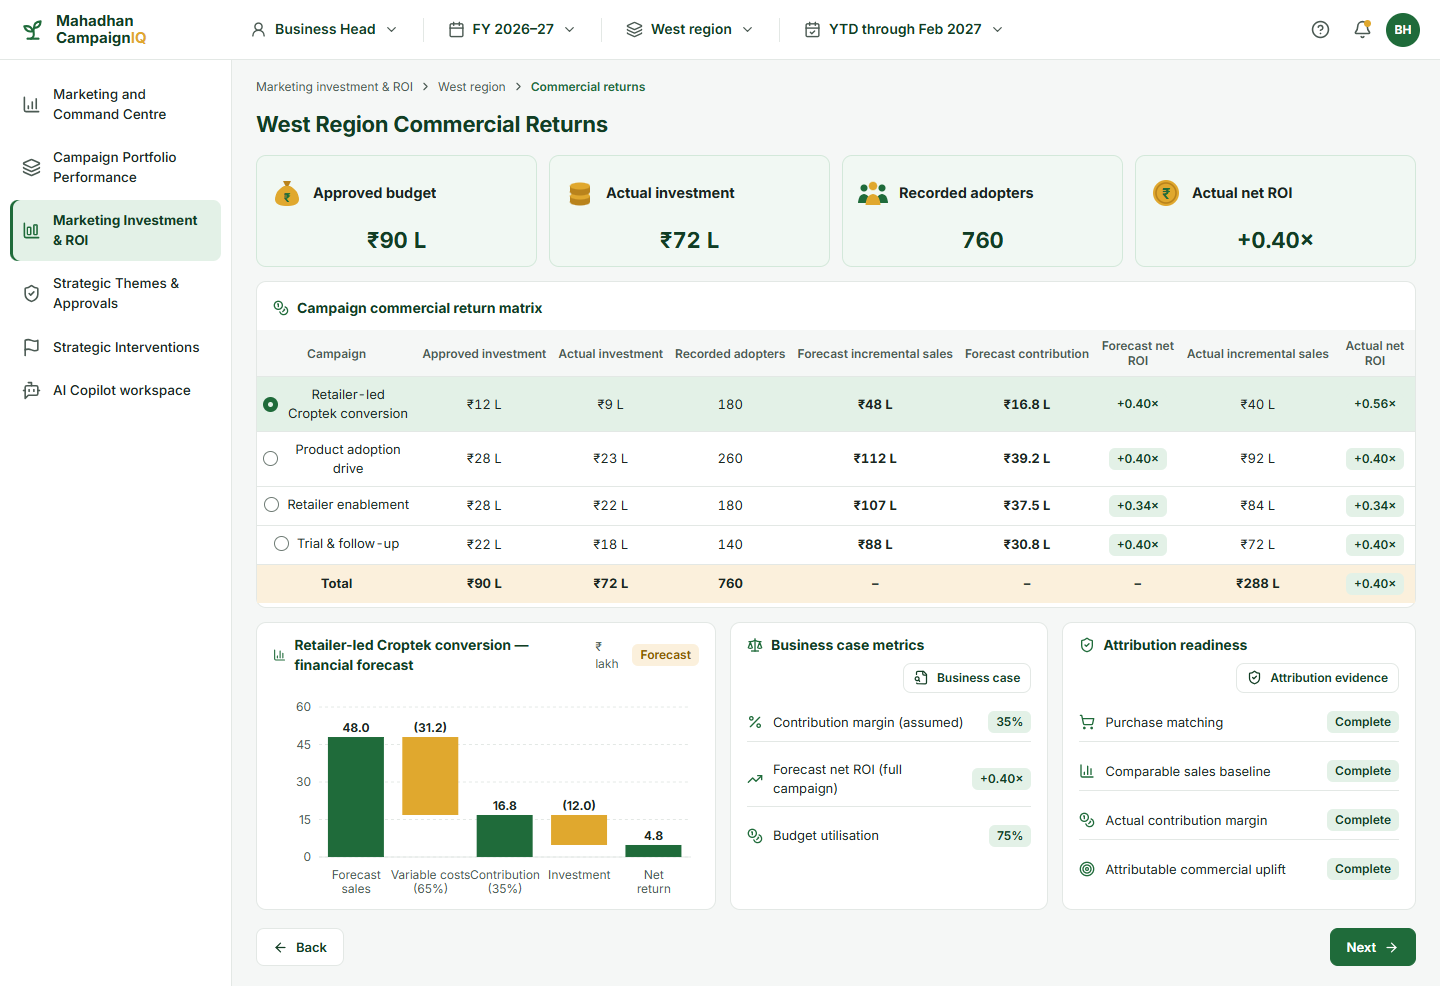 Mahadhan
CampaignIQ
Business Head
FY 2026–27
West region
YTD through Feb 2027
BH
Marketing and
Command Centre
Campaign Portfolio
Performance
Marketing Investment
& ROI
Strategic Themes &
Approvals
Strategic Interventions
AI Copilot workspace
Marketing investment & ROI > West region > Commercial returns
West Region Commercial Returns
Approved budget
₹90 L
Actual investment
₹72 L
Recorded adopters
760
Actual net ROI
+0.40×
Campaign commercial return matrix
Campaign Approved investment Actual investment Recorded adopters Forecast incremental sales Forecast contribution Forecast net ROI Actual incremental sales Actual net ROI
Retailer-led Croptek conversion ₹12 L ₹9 L 180 ₹48 L ₹16.8 L +0.40× ₹40 L +0.56×
Product adoption drive ₹28 L ₹23 L 260 ₹112 L ₹39.2 L +0.40× ₹92 L +0.40×
Retailer enablement ₹28 L ₹22 L 180 ₹107 L ₹37.5 L +0.34× ₹84 L +0.34×
Trial & follow-up ₹22 L ₹18 L 140 ₹88 L ₹30.8 L +0.40× ₹72 L +0.40×
Total ₹90 L ₹72 L 760 – – – ₹288 L +0.40×
Retailer-led Croptek conversion —
financial forecast
₹
lakh
Forecast
60
45
30
15
0
48.0
(31.2)
16.8
(12.0)
4.8
Forecast
sales
Variable costs
(65%)
Contribution
(35%)
Investment
Net
return
Business case metrics
Business case
Contribution margin (assumed) 35%
Forecast net ROI (full
campaign)
+0.40×
Budget utilisation 75%
Attribution readiness
Attribution evidence
Purchase matching Complete
Comparable sales baseline Complete
Actual contribution margin Complete
Attributable commercial uplift Complete
Back
Next